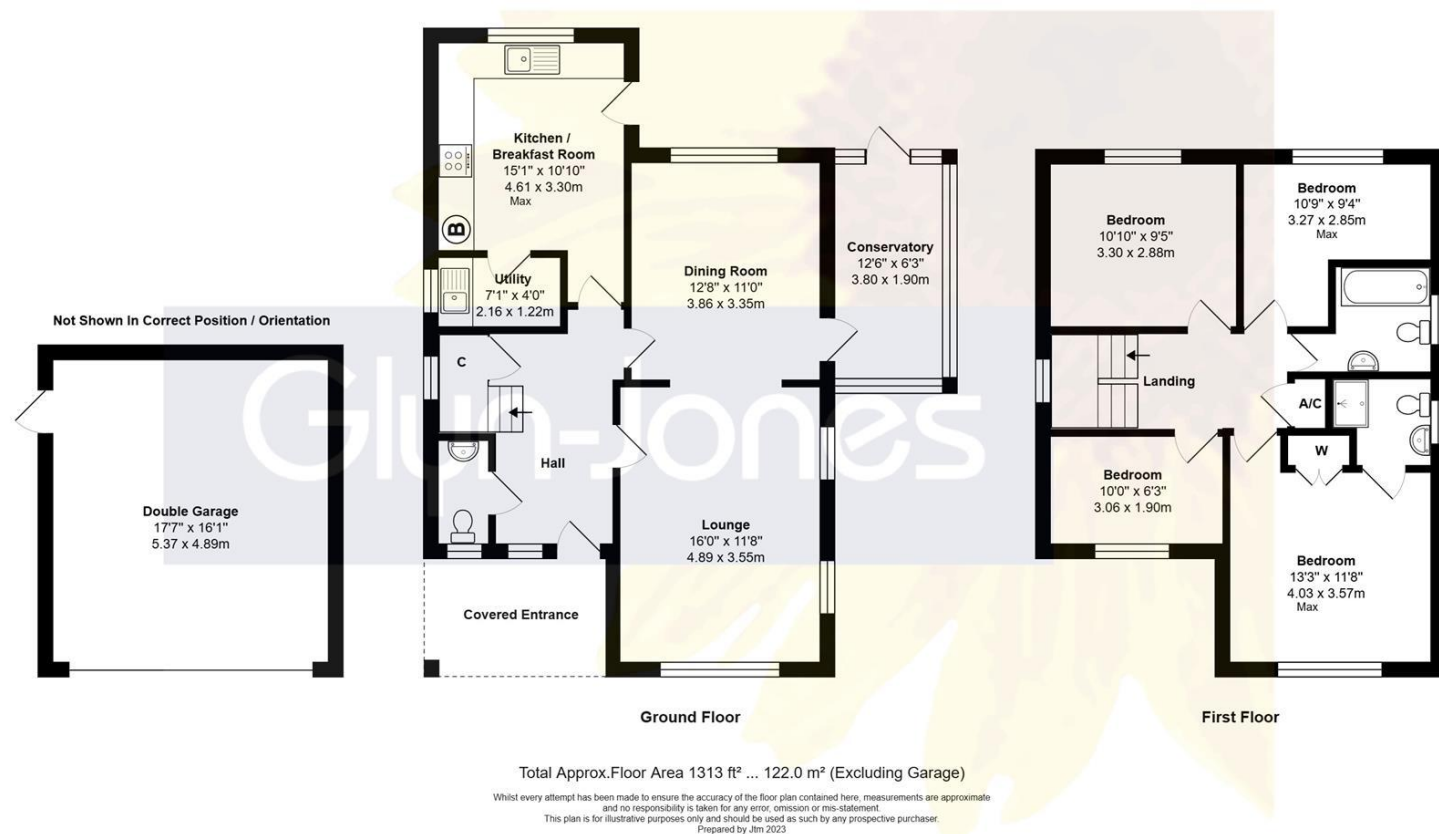 Kitchen /
Breakfast Room
15'1" x 10'10"
4.61 x 3.30m
Max
B
Utility
7'1" x 4'0"
2.16 x 1.22m
Dining Room
12'8" x 11'0"
3.86 x 3.35m
Conservatory
12'6" x 6'3"
3.80 x 1.90m
Bedroom
10'10" x 9'5"
3.30 x 2.88m
Bedroom
10'9" x 9'4"
3.27 x 2.85m
Max
Not Shown In Correct Position / Orientation
C
Landing
A/C
W
Glyn-Jones
Hall
Double Garage
17'7" x 16'1"
5.37 x 4.89m
Lounge
16'0" x 11'8"
4.89 x 3.55m
Bedroom
10'0" x 6'3"
3.06 x 1.90m
Bedroom
13'3" x 11'8"
4.03 x 3.57m
Max
Covered Entrance
Ground Floor
First Floor
Total Approx.Floor Area 1313 ft² ... 122.0 m² (Excluding Garage)
Whilst every attempt has been made to ensure the accuracy of the floor plan contained here, measurements are approximate
and no responsibility is taken for any error, omission or mis-statement.
This plan is for illustrative purposes only and should be used as such by any prospective purchaser.
Prepared by Jtm 2023